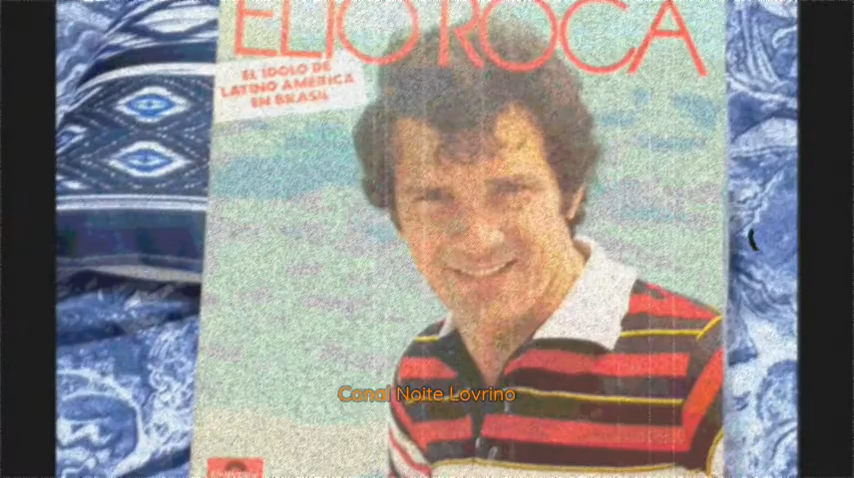 ELIO ROCA
EL IDOLO DE
LATINO AMERICA
EN BRASIL
Canal Noite Lovrino